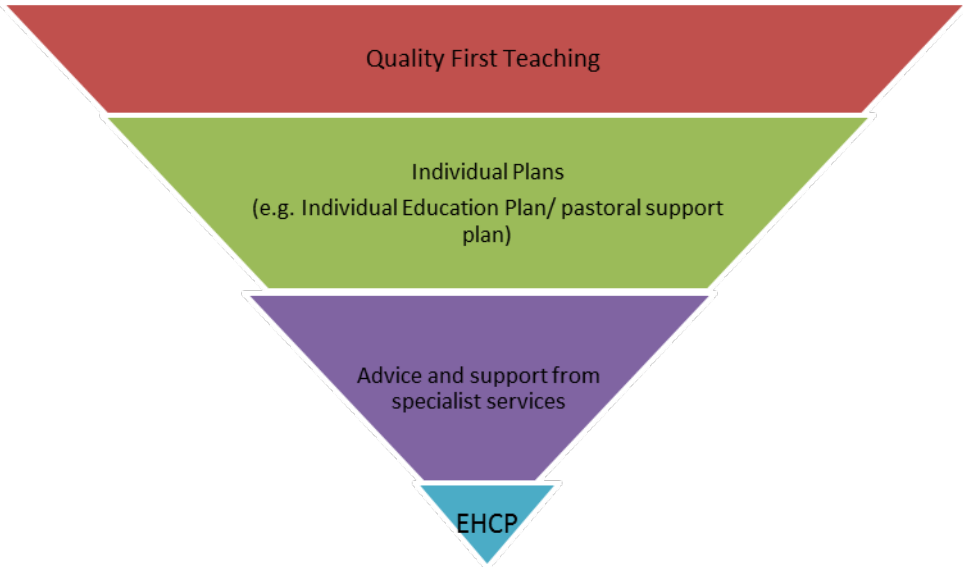 Quality First Teaching
Individual Plans
(e.g. Individual Education Plan/ pastoral support
plan)
Advice and support from
specialist services
EHCP